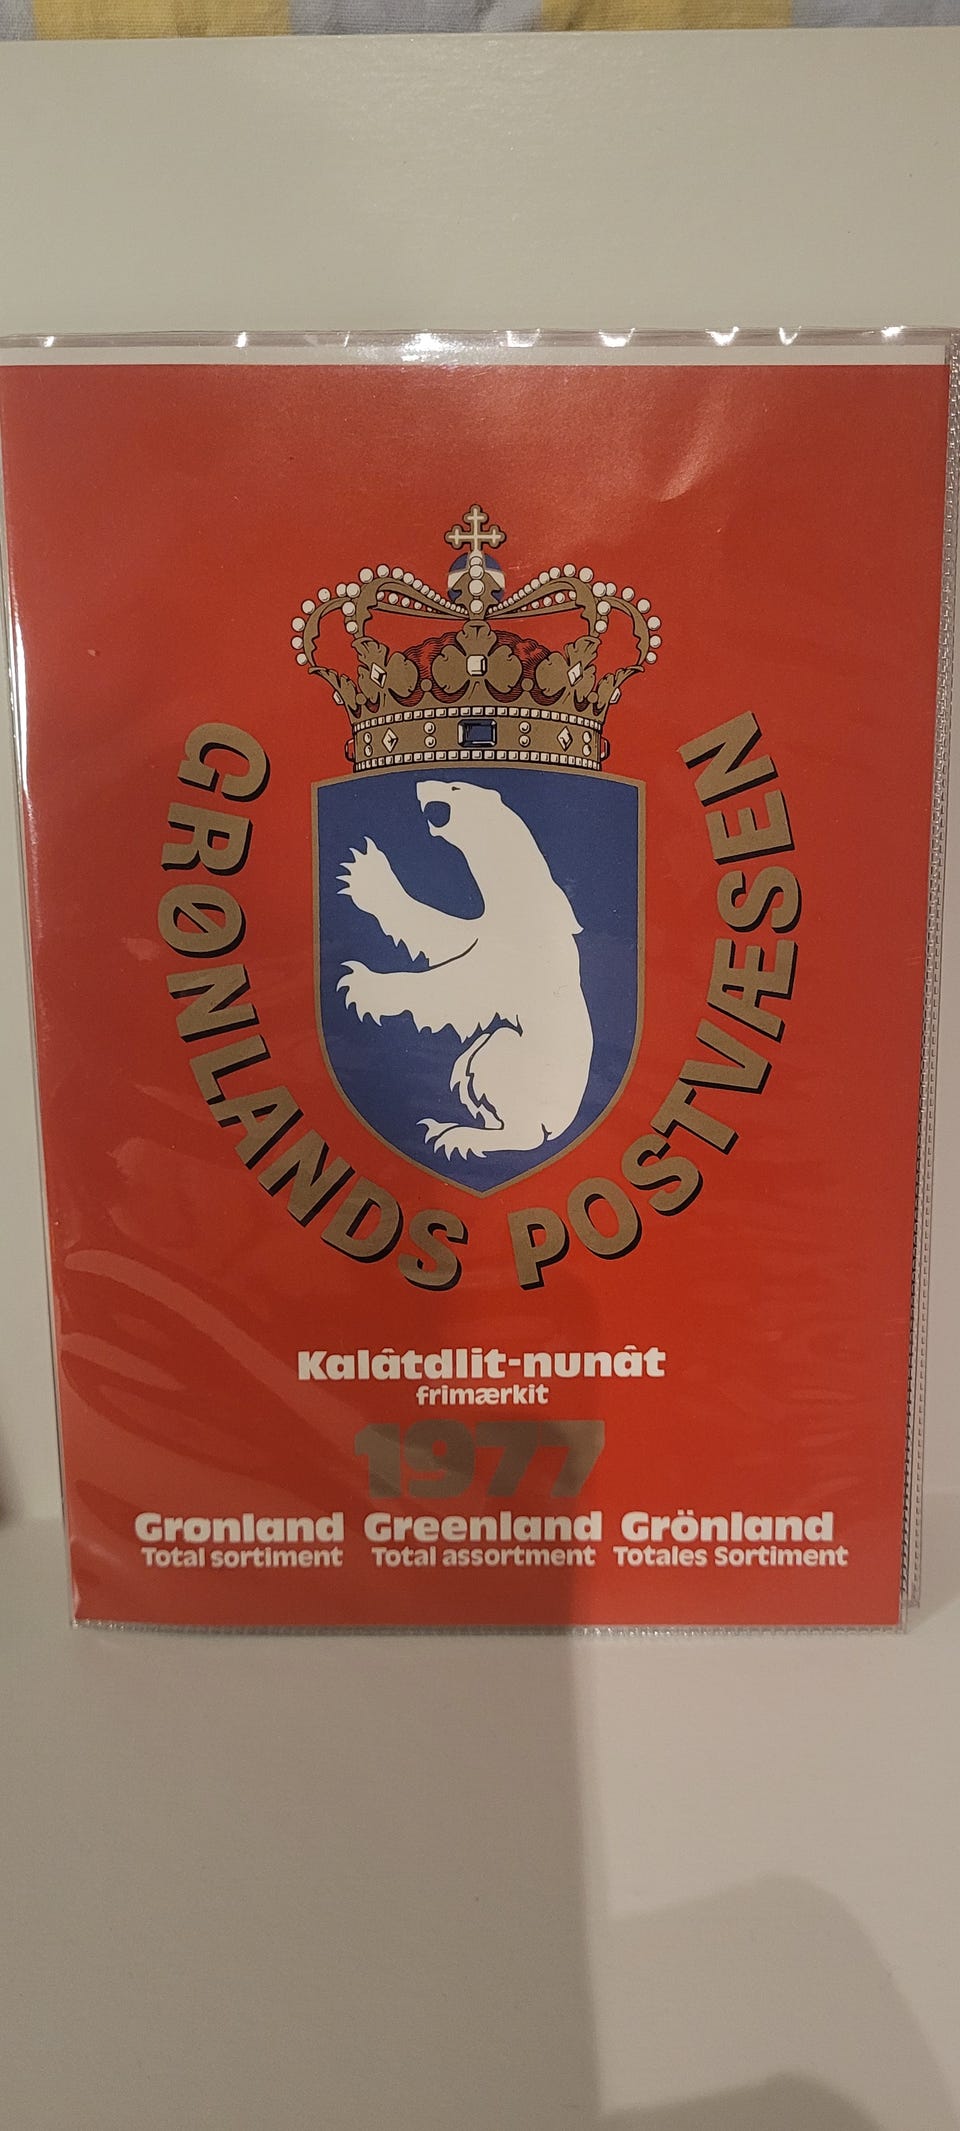 GRØNLANDS POSTVÆSEN
Kalâtdlit-nunât
frimærkit
1977
Grønland Greenland Grönland
Total sortiment Total assortment Totales Sortiment